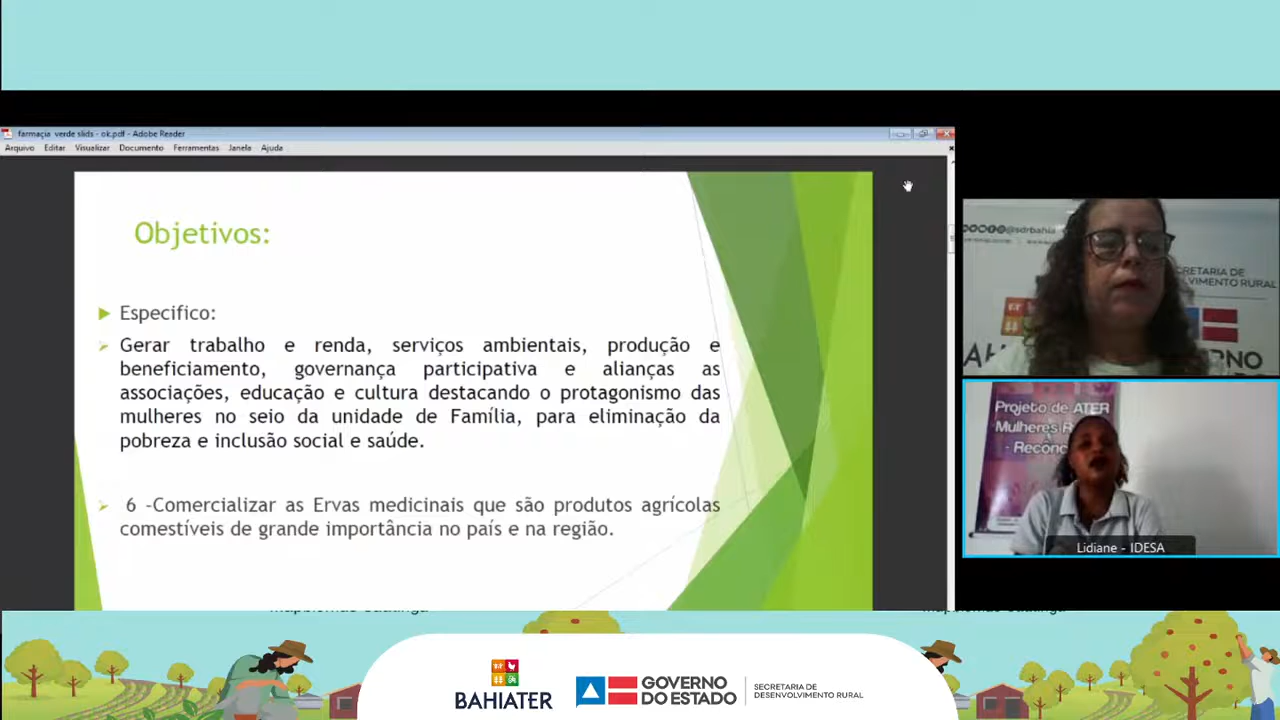 farmaçia verde slids - ok.pdf - Adobe Reader
Arquivo Editar Visualizar Documento Ferramentas Janela Ajuda
Objetivos:
Especifico:
Gerar trabalho e renda, serviços ambientais, produção e
beneficiamento, governança participativa e alianças as
associações, educação e cultura destacando o protagonismo das
mulheres no seio da unidade de Família, para eliminação da
pobreza e inclusão social e saúde.
6 -Comercializar as Ervas medicinais que são produtos agrícolas
comestíveis de grande importância no país e na região.
@sdrbahia
Projeto de ATER
Mulheres
Lidiane - IDESA
BAHIATER
GOVERNO
DO ESTADO
SECRETARIA DE
DESENVOLVIMENTO RURAL